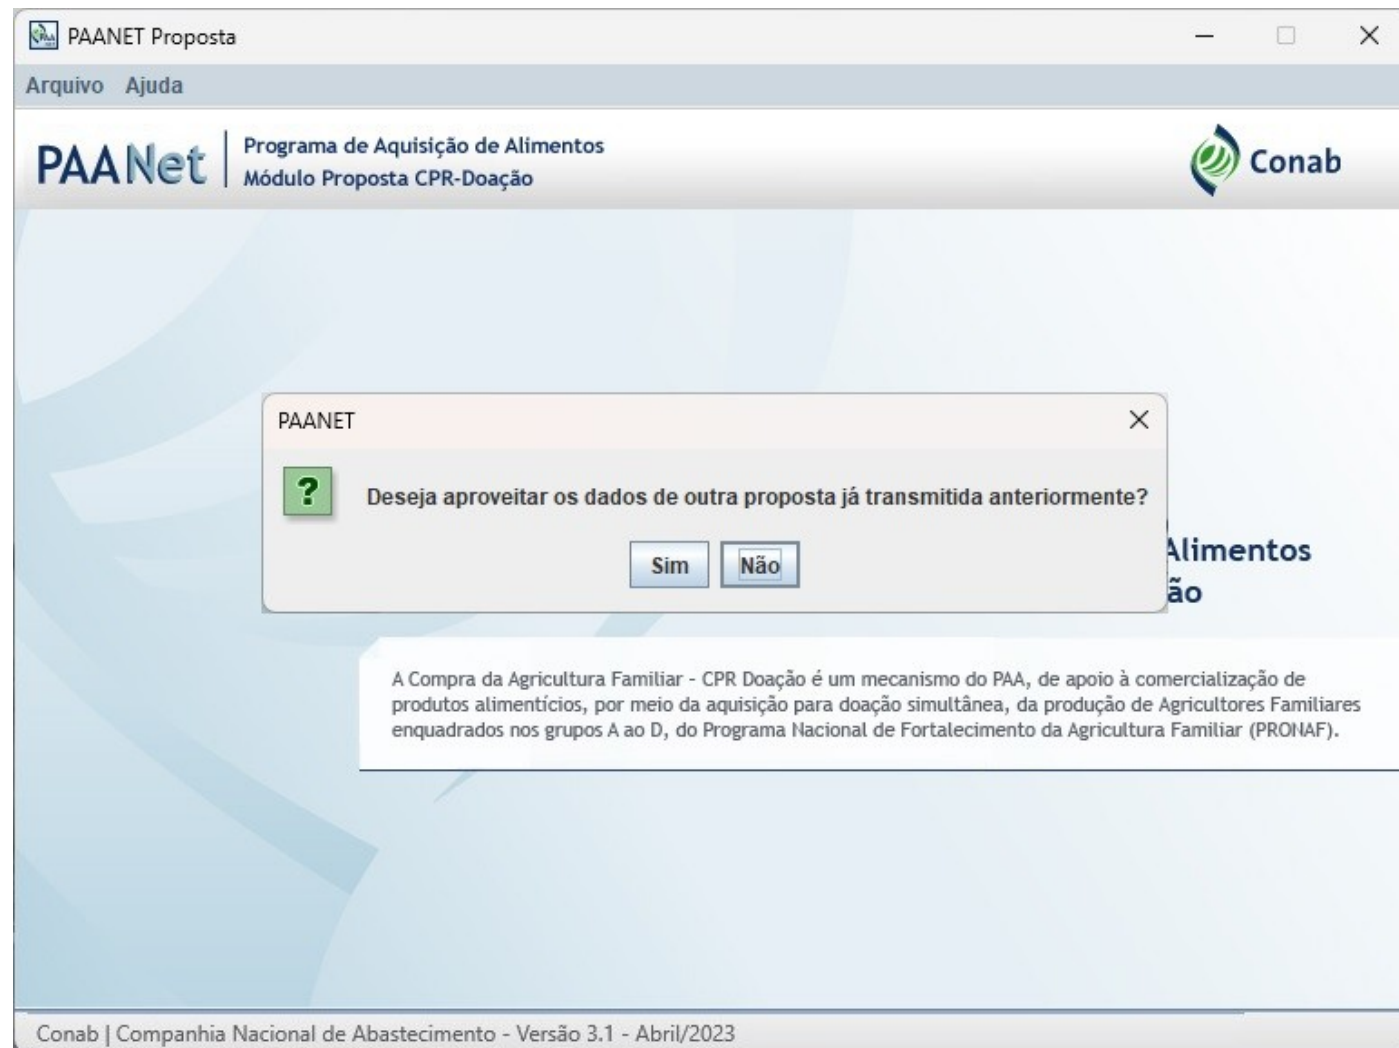 PAANET Proposta
Arquivo Ajuda
PAANet
Programa de Aquisição de Alimentos
Módulo Proposta CPR-Doação
Conab
PAANET
?
Deseja aproveitar os dados de outra proposta já transmitida anteriormente?
Sim Não
Alimentos
ão
A Compra da Agricultura Familiar - CPR Doação é um mecanismo do PAA, de apoio à comercialização de
produtos alimentícios, por meio da aquisição para doação simultânea, da produção de Agricultores Familiares
enquadrados nos grupos A ao D, do Programa Nacional de Fortalecimento da Agricultura Familiar (PRONAF).
Conab | Companhia Nacional de Abastecimento - Versão 3.1 - Abril/2023